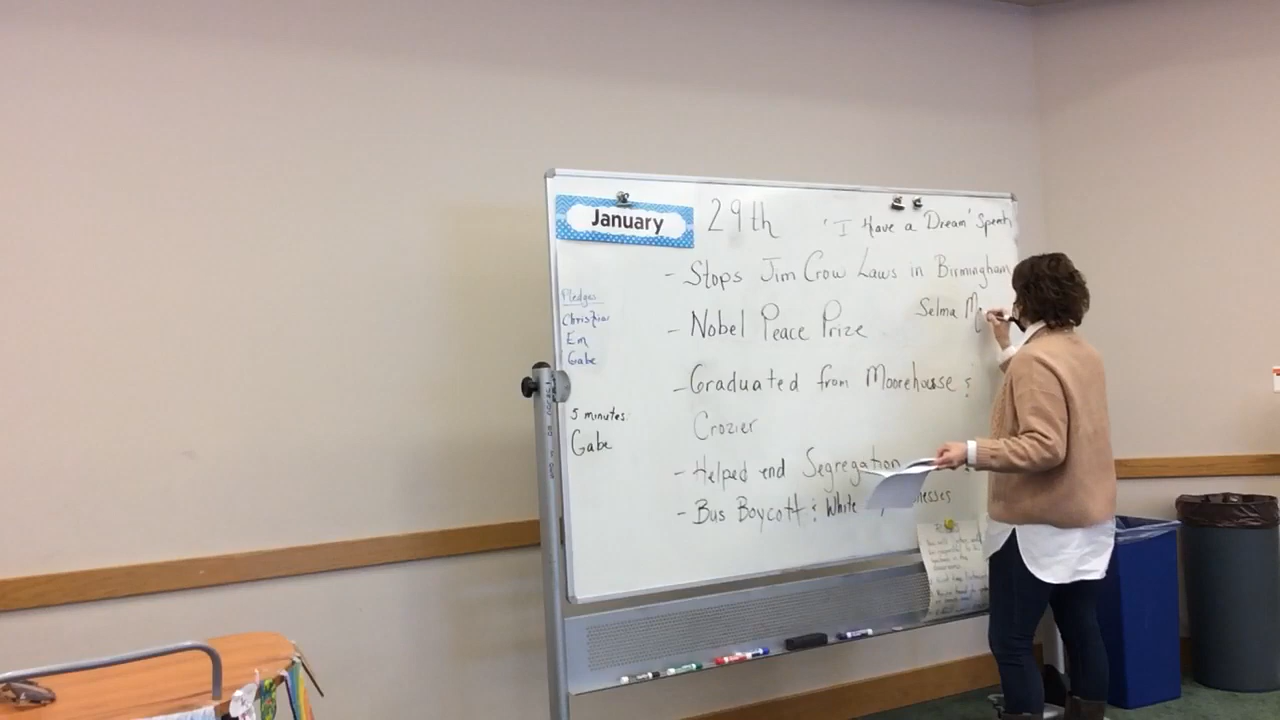 January 29th 'I Have a Dream' Speech
- Stops Jim Crow Laws in Birmingham
Selma M
- Nobel Peace Prize
- Graduated from Moorehouse &
Crozier
- Helped end Segregation
- Bus Boycott & White nesses
Pledges
Christian
Em
Gabe
5 minutes:
Gabe